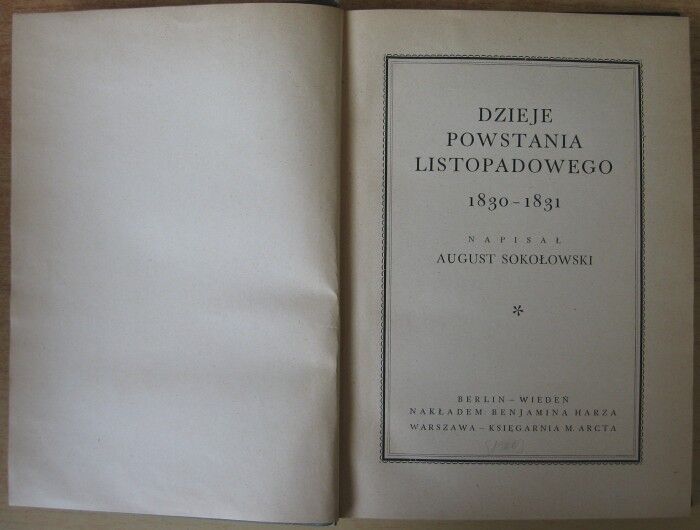 DZIEJE
POWSTANIA
LISTOPADOWEGO
1830-1831
NAPISAŁ
AUGUST SOKOŁOWSKI
*
BERLIN - WIEDEŃ
NAKŁADEM BENJAMINA HARZA
WARSZAWA - KSIĘGARNIA M. ARCTA